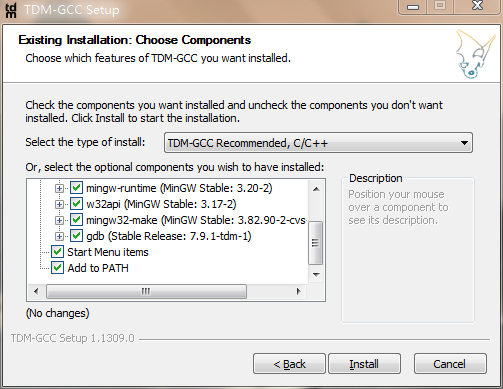 tdm TDM-GCC Setup
Existing Installation: Choose Components
Choose which features of TDM-GCC you want installed.
Check the components you want installed and uncheck the components you don't want
installed. Click Install to start the installation.
Select the type of install:
TDM-GCC Recommended, C/C++
Or, select the optional components you wish to have installed:
mingw-runtime (MinGW Stable: 3.20-2)
w32api (MinGW Stable: 3.17-2)
mingw32-make (MinGW Stable: 3.82.90-2-cvs
gdb (Stable Release: 7.9.1-tdm-1)
Start Menu items
Add to PATH
Description
Position your mouse
over a component to
see its description.
(No changes)
TDM-GCC Setup 1.1309.0
< Back
Install
Cancel